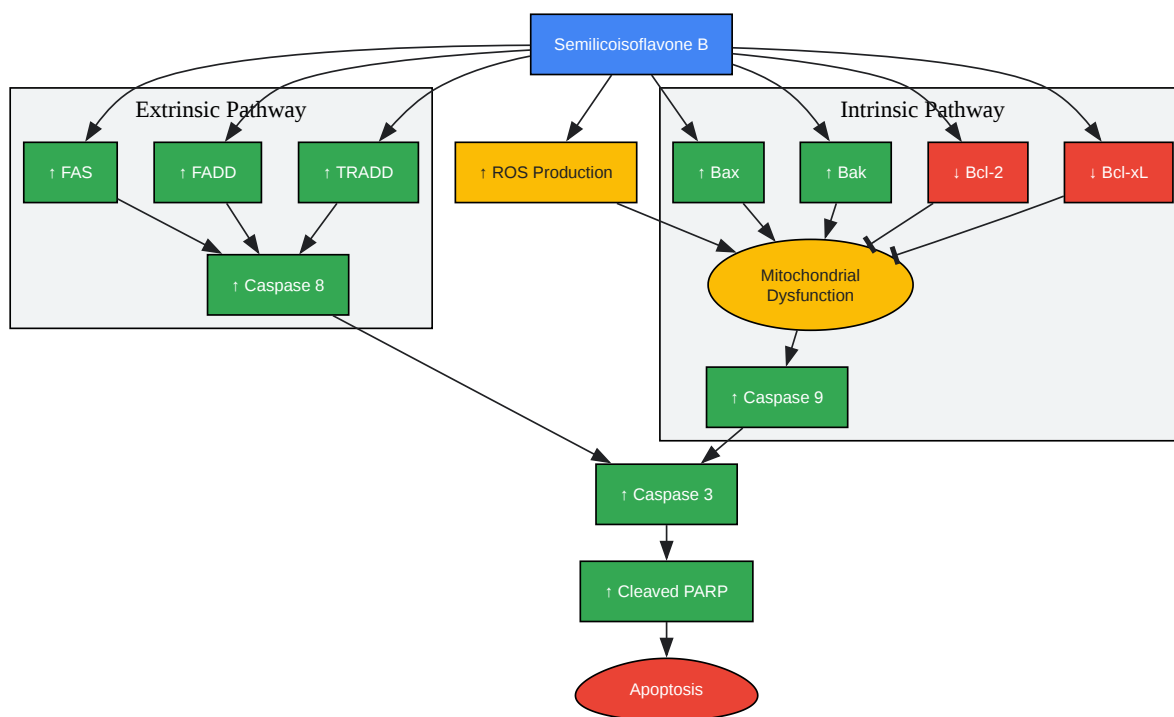 Semilicoisoflavone B
Extrinsic Pathway
Intrinsic Pathway
↑ FAS
↑ FADD
↑ TRADD
↑ ROS Production
↑ Bax
↑ Bak
↓ Bcl-2
↓ Bcl-xL
↑ Caspase 8
Mitochondrial
Dysfunction
↑ Caspase 9
↑ Caspase 3
↑ Cleaved PARP
Apoptosis